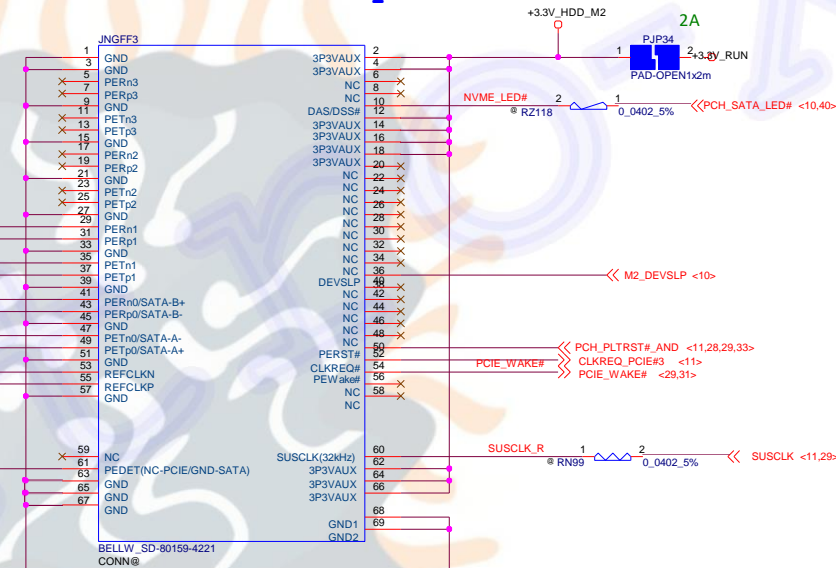 +3.3V_HDD_M2
2A
JNGFF3
PJP34
1 2
+3.3V_RUN
PAD-OPEN1x2m
1 GND
3 GND
5 PERn3
7 PERp3
9 GND
11 PETn3
13 PETp3
15 GND
17 PERn2
19 PERp2
21 GND
23 PETn2
25 PETp2
27 GND
29 PERn1
31 PERp1
33 GND
35 PETn1
37 PETp1
39 GND
41 PERn0/SATA-B+
43 PERp0/SATA-B-
45 GND
47 PETn0/SATA-A-
49 PETp0/SATA-A+
51 GND
53 REFCLKN
55 REFCLKP
57 GND
59 NC
61 PEDET(NC-PCIE/GND-SATA)
63 GND
65 GND
67 GND
3P3VAUX 2
3P3VAUX 4
NC 6
NC 8
DAS/DSS# 10
3P3VAUX 12
3P3VAUX 14
3P3VAUX 16
3P3VAUX 18
NC 20
NC 22
NC 24
NC 26
NC 28
NC 30
NC 32
NC 34
NC 36
DEVSLP
NC 40
NC 42
NC 44
NC 46
NC 48
PERST# 50
CLKREQ# 52
PEWake# 54
NC 56
NC 58
SUSCLK(32kHz) 60
3P3VAUX 62
3P3VAUX 64
3P3VAUX 66
GND1 68
GND2 69
NVME_LED# 2 1
@ RZ118 0_0402_5%
PCH_SATA_LED# <10,40>
M2_DEVSLP <10>
PCH_PLTRST#_AND <11,28,29,33>
CLKREQ_PCIE#3 <11>
PCIE_WAKE#
PCIE_WAKE# <29,31>
SUSCLK_R 1 2
@ RN99 0_0402_5%
SUSCLK <11,29>
BELLW_SD-80159-4221
CONN@